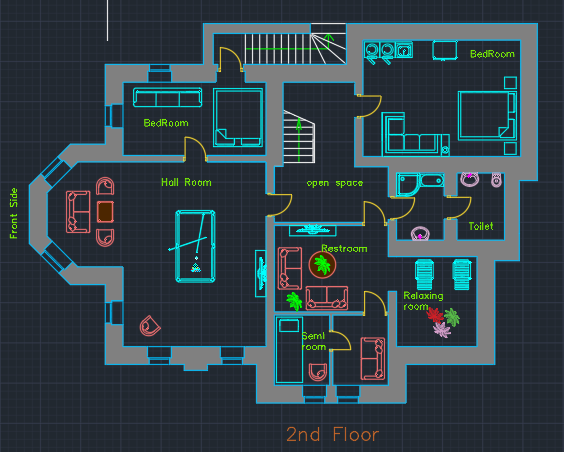 BedRoom
BedRoom
Hall Room
open space
Front Side
Toilet
Restroom
Relaxing
room
Semi
room
2nd Floor